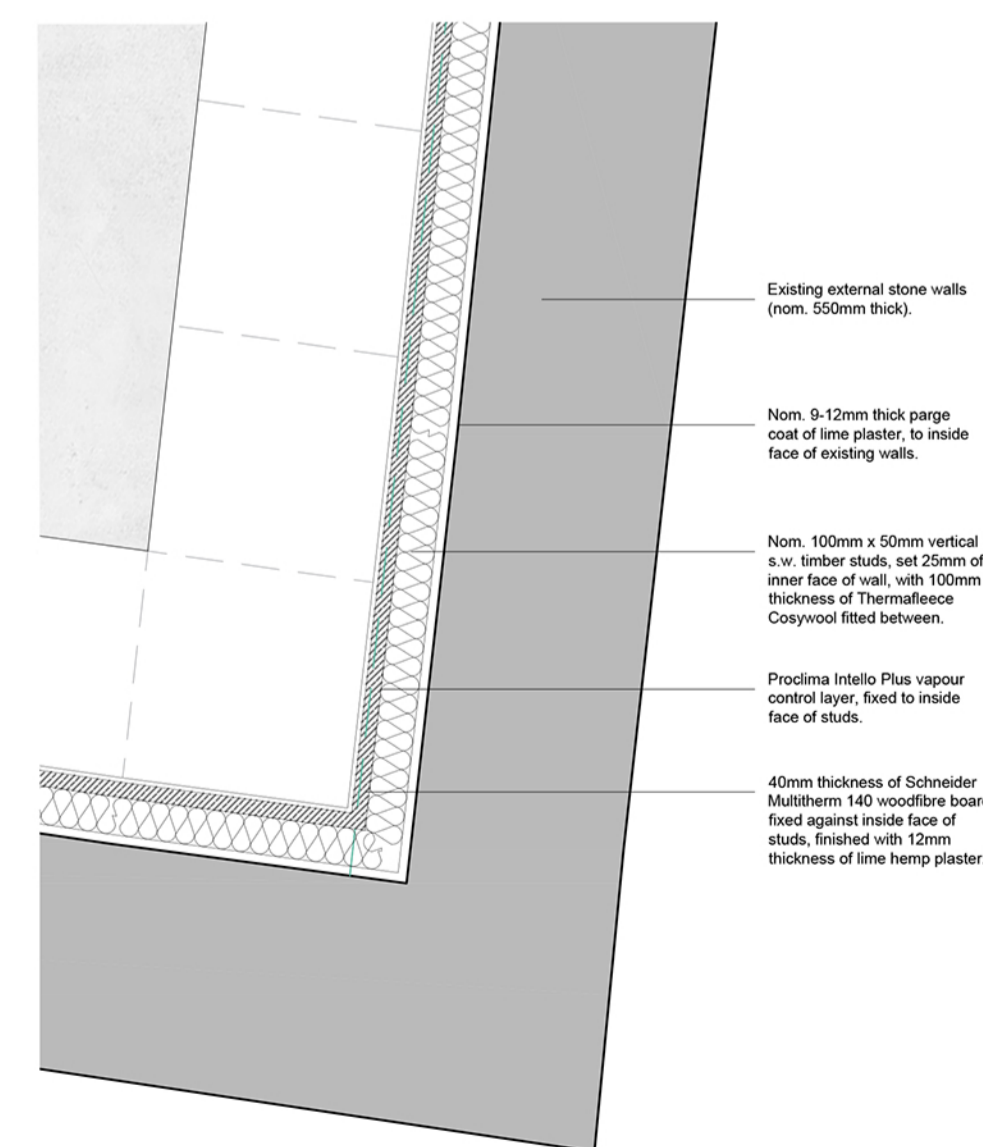 Existing external stone walls
(nom. 550mm thick).
Nom. 9-12mm thick parge
coat of lime plaster, to inside
face of existing walls.
Nom. 100mm x 50mm vertical
s.w. timber studs, set 25mm of
inner face of wall, with 100mm
thickness of Thermafleece
Cosywool fitted between.
Proclima Intello Plus vapour
control layer, fixed to inside
face of studs.
40mm thickness of Schneider
Multitherm 140 woodfibre boar
fixed against inside face of
studs, finished with 12mm
thickness of lime hemp plaster.